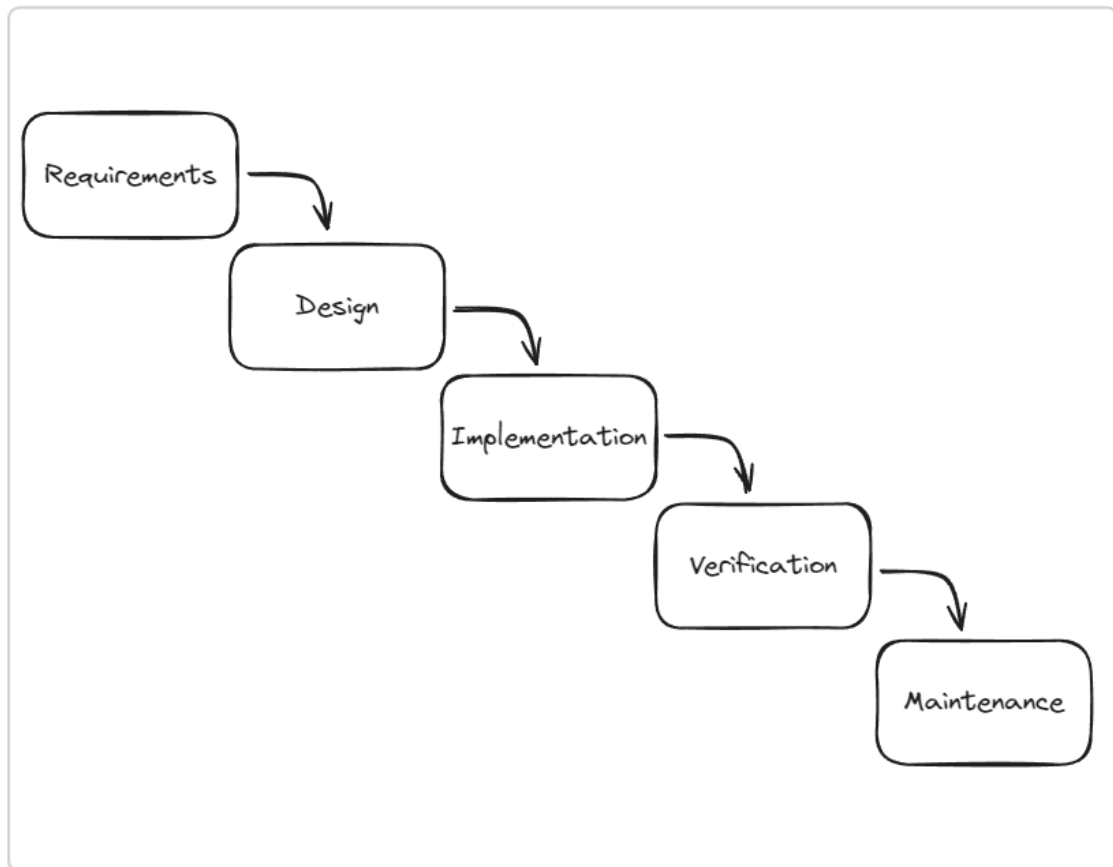 Requirements
Design
Implementation
Verification
Maintenance